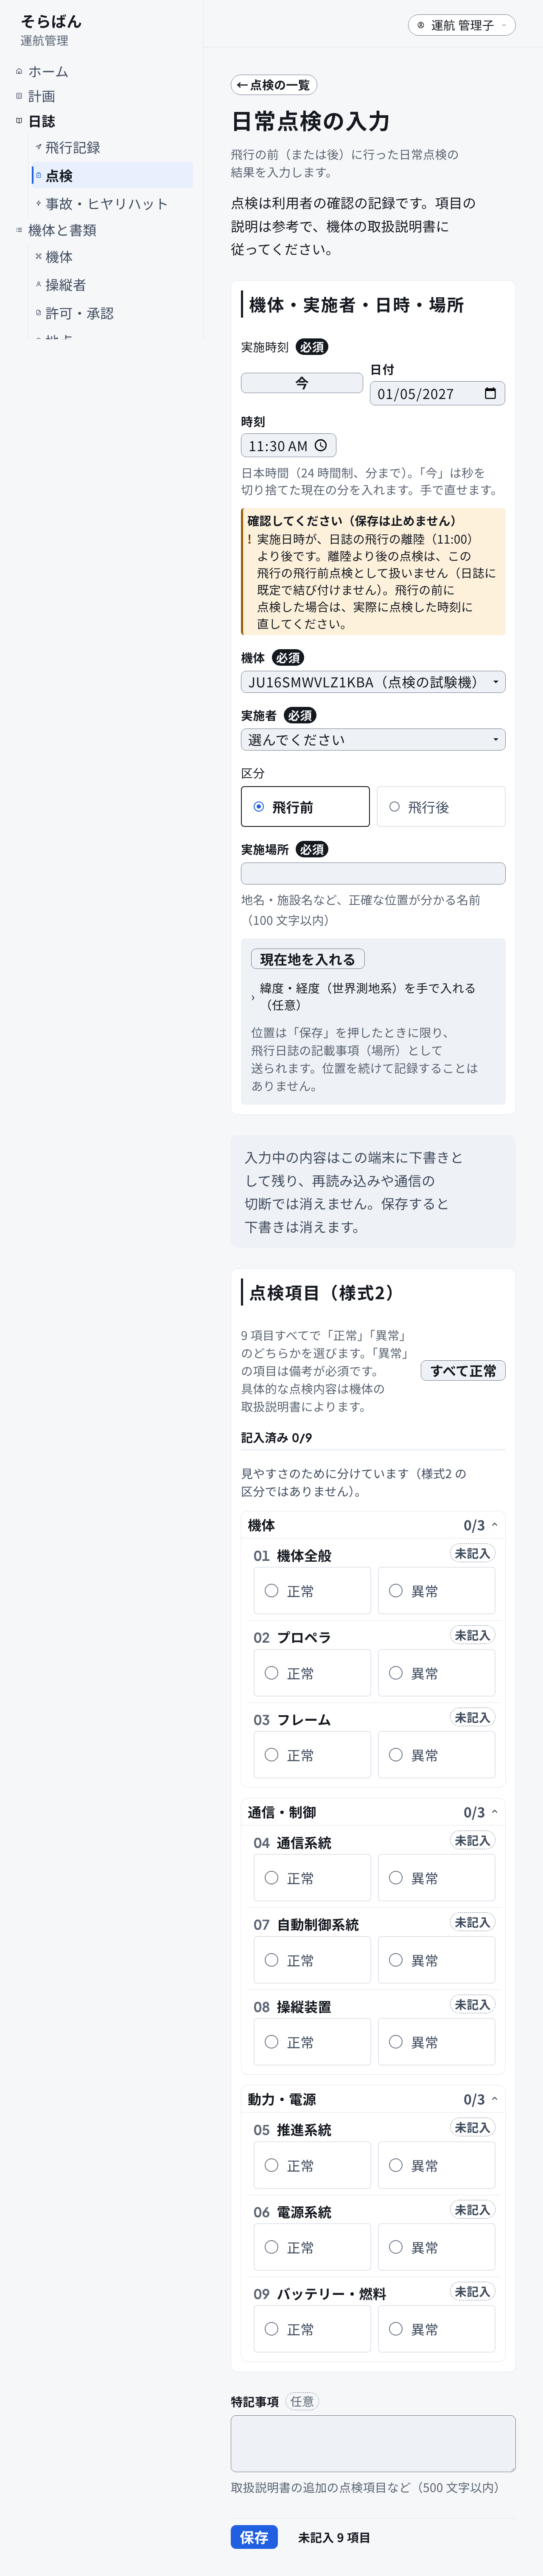 そらばん
運航管理
運航 管理子
ホーム
計画
日誌
飛行記録
点検
事故・ヒヤリハット
機体と書類
機体
操縦者
許可・承認
← 点検の一覧
日常点検の入力
飛行の前（または後）に行った日常点検の
結果を入力します。
点検は利用者の確認の記録です。項目の
説明は参考で、機体の取扱説明書に
従ってください。
機体・実施者・日時・場所
実施時刻 必須
今
日付
01/05/2027
時刻
11:30 AM
日本時間（24 時間制、分まで）。「今」は秒を
切り捨てた現在の分を入れます。手で直せます。
確認してください（保存は止めません）
! 実施日時が、日誌の飛行の離陸（11:00）
より後です。離陸より後の点検は、この
飛行の飛行前点検として扱いません（日誌に
既定で結び付けません）。飛行の前に
点検した場合は、実際に点検した時刻に
直してください。
機体 必須
JU16SMWVLZ1KBA（点検の試験機）
実施者 必須
選んでください
区分
飛行前
飛行後
実施場所 必須
地名・施設名など、正確な位置が分かる名前
（100 文字以内）
現在地を入れる
› 緯度・経度（世界測地系）を手で入れる
（任意）
位置は「保存」を押したときに限り、
飛行日誌の記載事項（場所）として
送られます。位置を続けて記録することは
ありません。
入力中の内容はこの端末に下書きと
して残り、再読み込みや通信の
切断では消えません。保存すると
下書きは消えます。
点検項目（様式2）
9 項目すべてで「正常」「異常」
のどちらかを選びます。「異常」
の項目は備考が必須です。
具体的な点検内容は機体の
取扱説明書によります。
すべて正常
記入済み 0/9
見やすさのために分けています（様式2 の
区分ではありません）。
機体 0/3
01 機体全般 未記入
正常 異常
02 プロペラ 未記入
正常 異常
03 フレーム 未記入
正常 異常
通信・制御 0/3
04 通信系統 未記入
正常 異常
07 自動制御系統 未記入
正常 異常
08 操縦装置 未記入
正常 異常
動力・電源 0/3
05 推進系統 未記入
正常 異常
06 電源系統 未記入
正常 異常
09 バッテリー・燃料 未記入
正常 異常
特記事項 任意
取扱説明書の追加の点検項目など（500 文字以内）
保存 未記入 9 項目